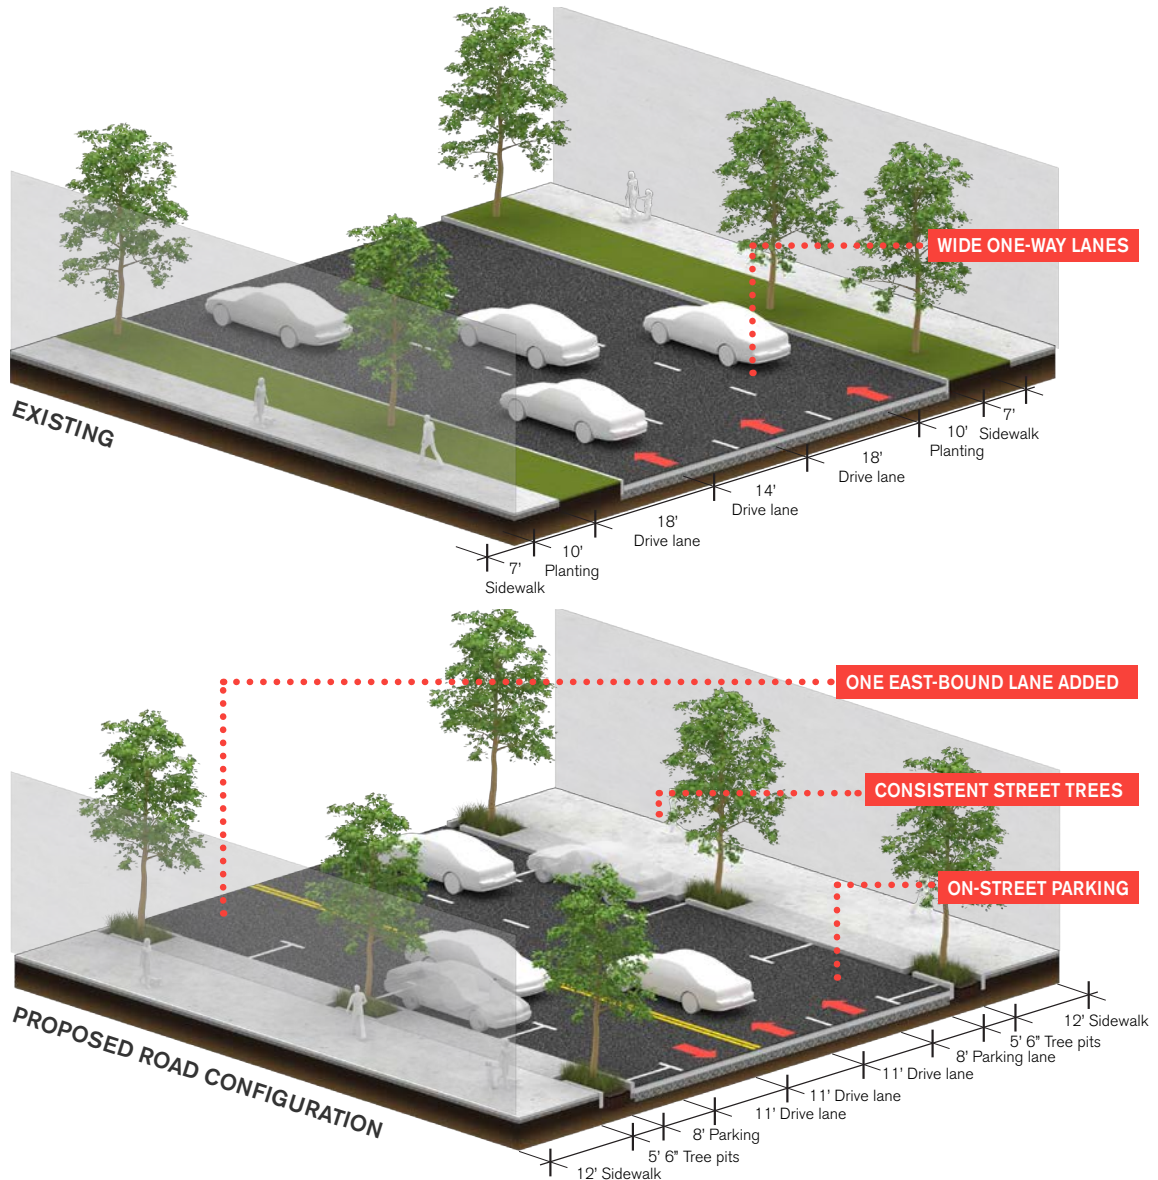 WIDE ONE-WAY LANES
EXISTING
7’
Sidewalk
10’
Planting
18’
Drive lane
14’
Drive lane
18’
Drive lane
10’
Planting
7’
Sidewalk
ONE EAST-BOUND LANE ADDED
CONSISTENT STREET TREES
ON-STREET PARKING
PROPOSED ROAD CONFIGURATION
12’ Sidewalk
5’ 6” Tree pits
8’ Parking lane
11’ Drive lane
11’ Drive lane
11’ Drive lane
8’ Parking
5’ 6” Tree pits
12’ Sidewalk